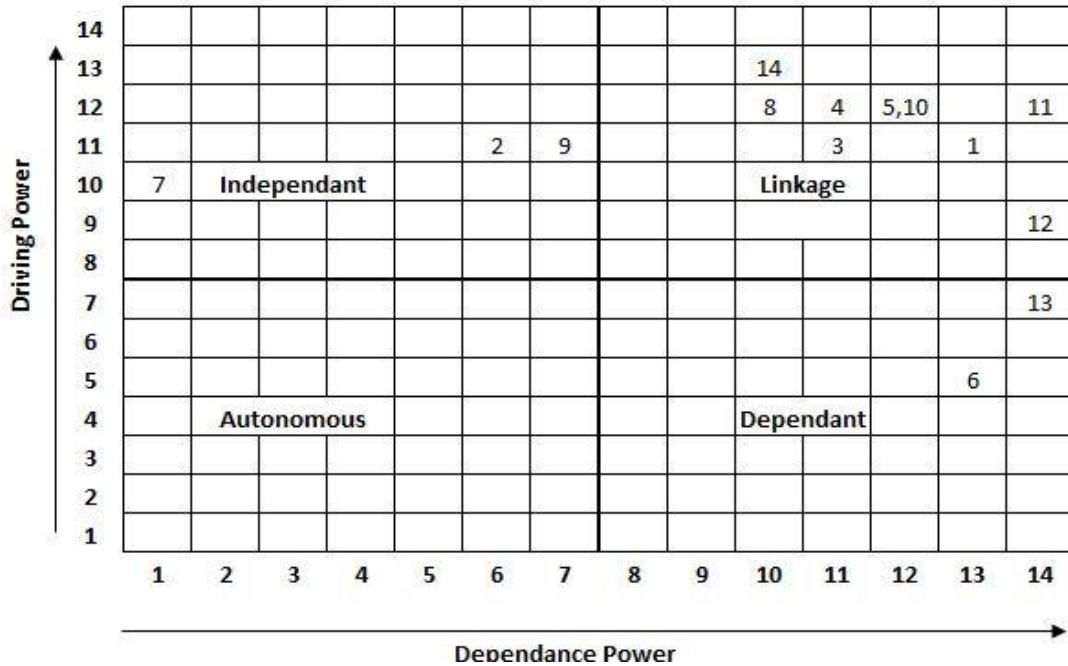 14
13 14
12 8 4 5,10 11
11 2 9 3 1
10 7 Independant Linkage
9 12
8
7 13
6
5 6
4 Autonomous Dependant
3
2
1
1 2 3 4 5 6 7 8 9 10 11 12 13 14
Driving Power
Dependance Power